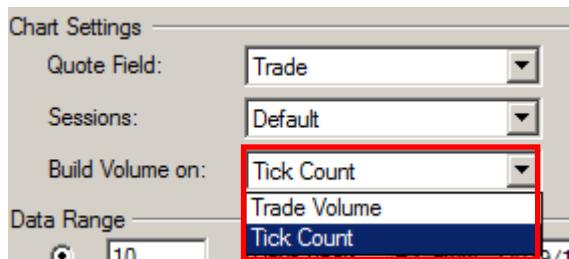 Chart Settings
Quote Field: Trade
Sessions: Default
Build Volume on: Tick Count
Trade Volume
Data Range
Tick Count
10